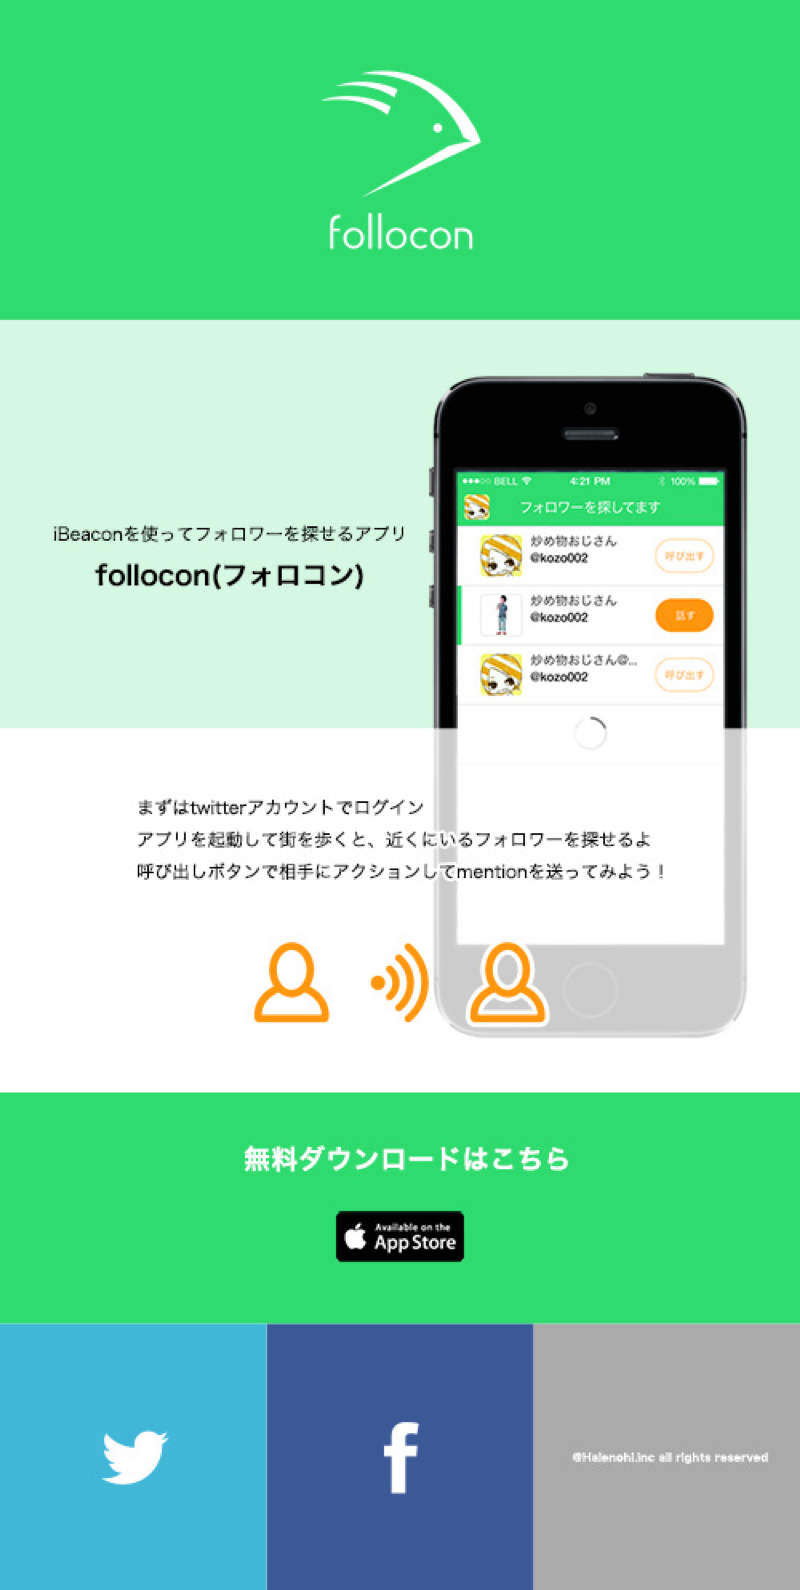 follocon
iBeaconを使ってフォロワーを探せるアプリ
follocon(フォロコン)
BELL 4:21 PM 100%
フォロワーを探してます
炒め物おじさん
@kozo002
呼び出す
炒め物おじさん
@kozo002
話す
炒め物おじさん@...
@kozo002
呼び出す
まずはtwitterアカウントでログイン
アプリを起動して街を歩くと、近くにいるフォロワーを探せるよ
呼び出しボタンで相手にアクションしてmentionを送ってみよう！
無料ダウンロードはこちら
Available on the
App Store
@Halenohi.inc all rights reserved